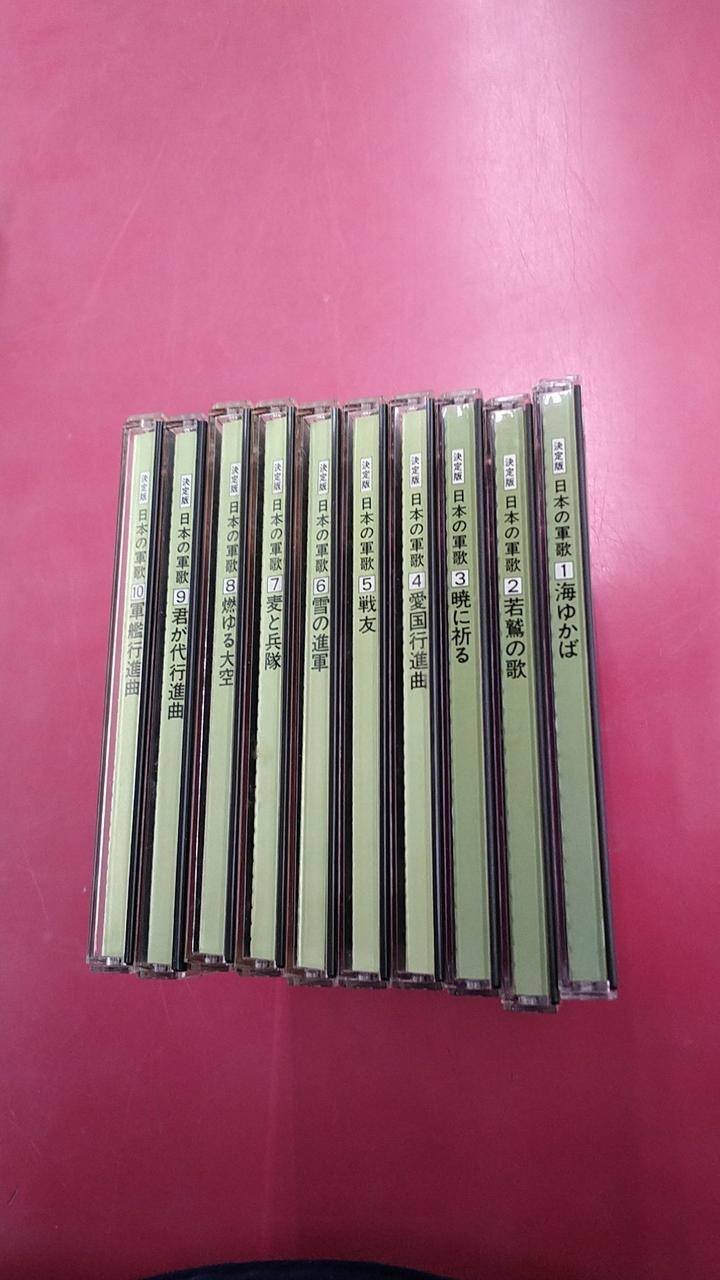 決定版 日本の軍歌 1 海ゆかば
決定版 日本の軍歌 2 若鷲の歌
決定版 日本の軍歌 3 暁に祈る
決定版 日本の軍歌 4 愛国行進曲
決定版 日本の軍歌 5 戦友
決定版 日本の軍歌 6 雪の進軍
決定版 日本の軍歌 7 麦と兵隊
決定版 日本の軍歌 8 燃ゆる大空
決定版 日本の軍歌 9 君が代行進曲
決定版 日本の軍歌 10 軍艦行進曲